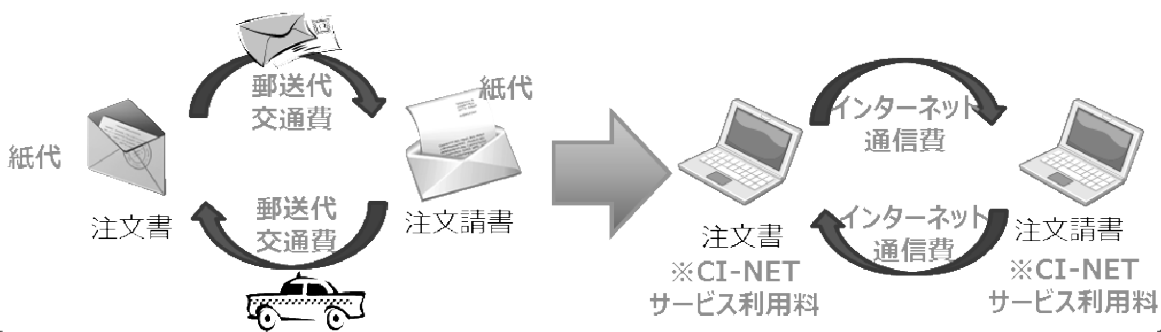 郵送代
交通費
紙代
紙代
注文書
注文請書
郵送代
交通費
インターネット
通信費
注文書
※CI-NET
サービス利用料
インターネット
通信費
注文請書
※CI-NET
サービス利用料